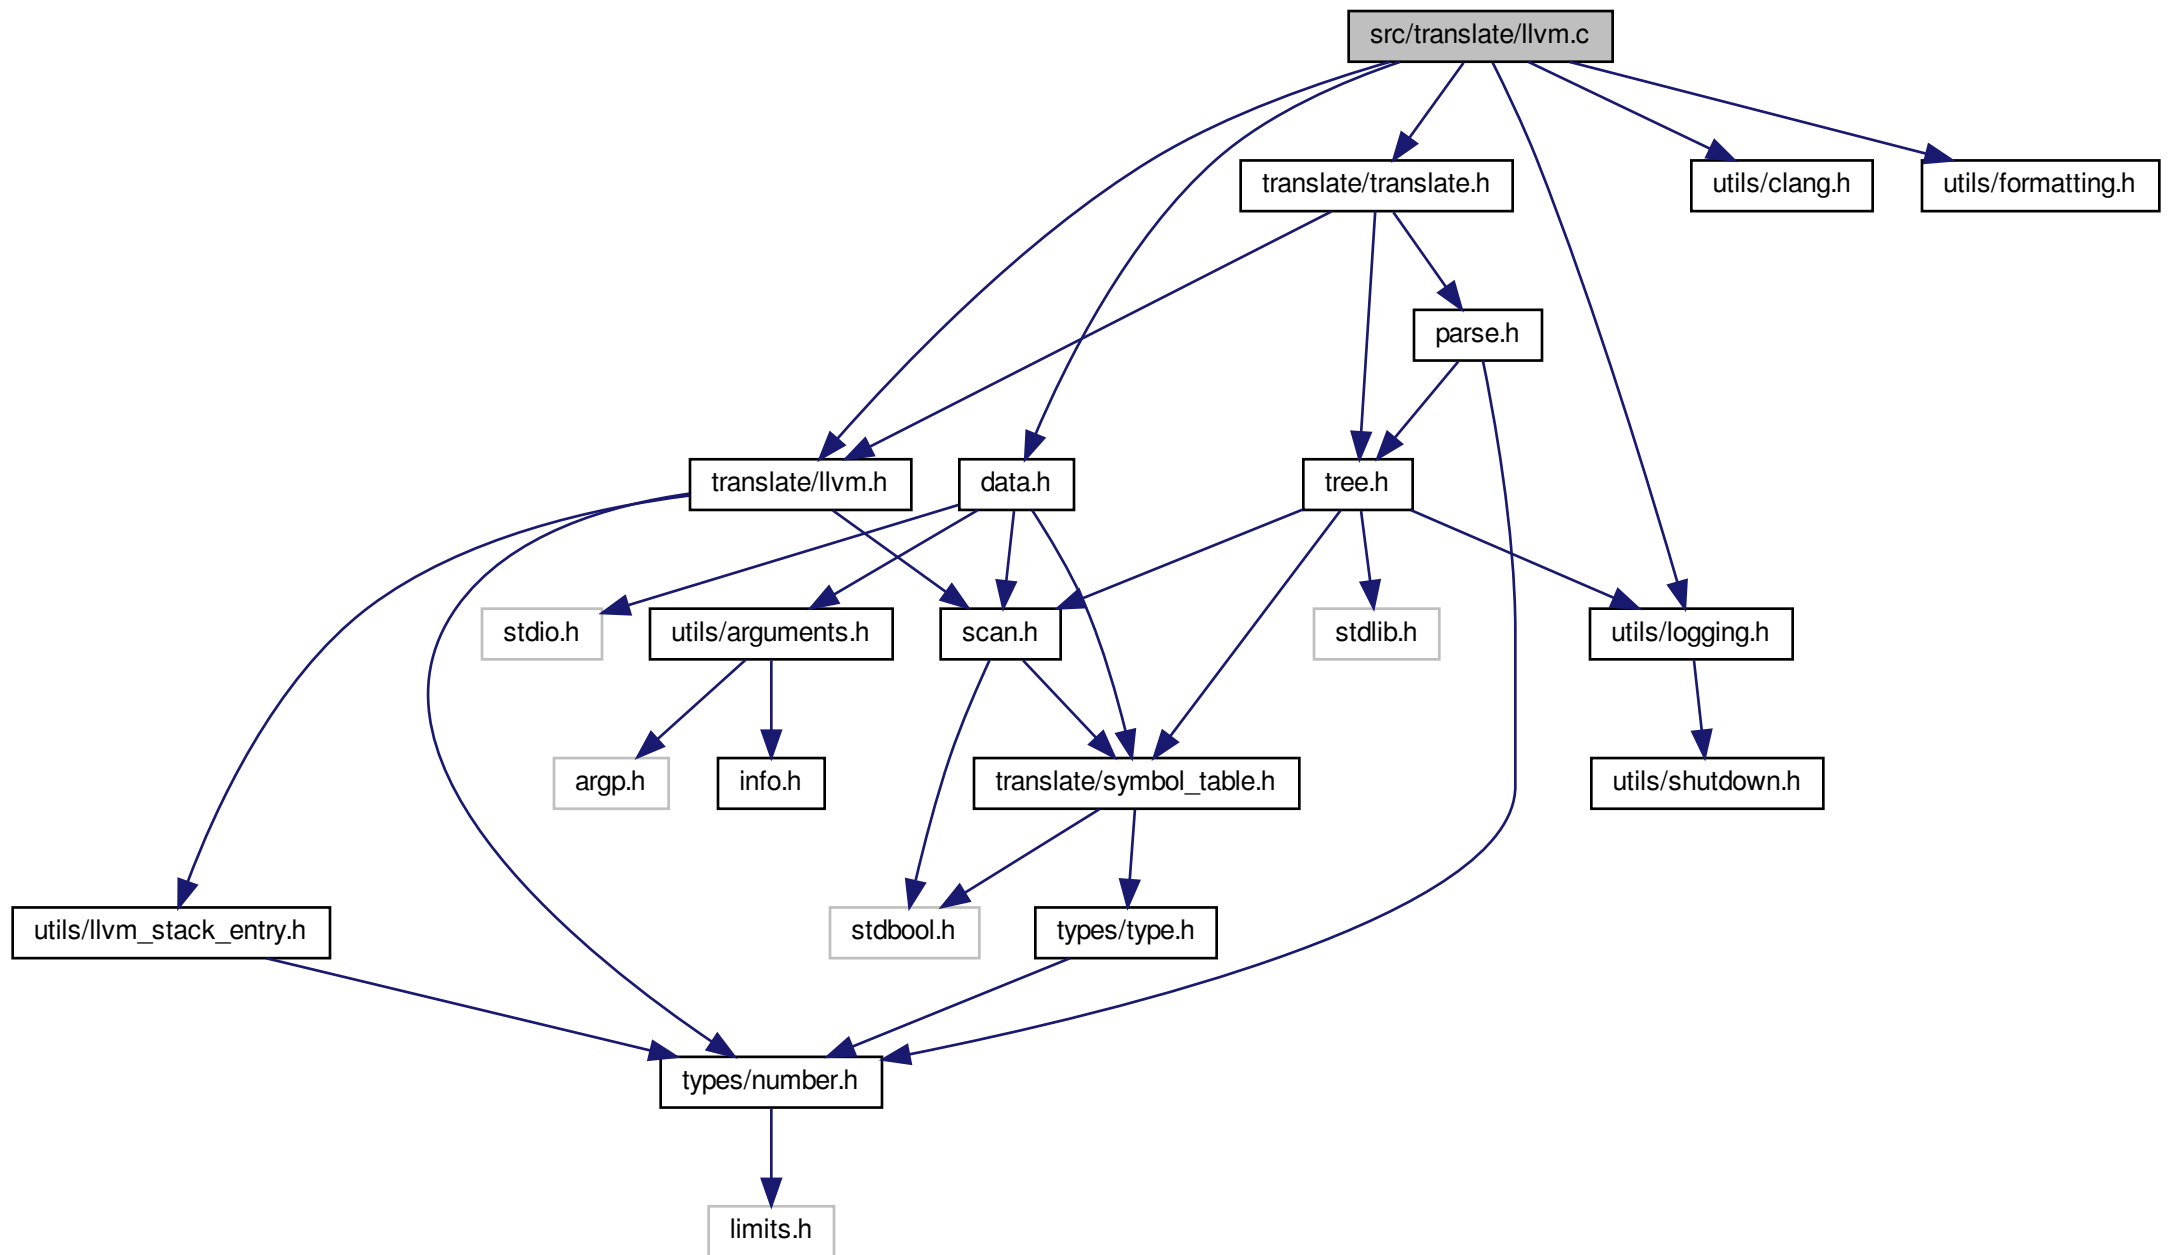 src/translate/llvm.c
translate/translate.h
utils/clang.h
utils/formatting.h
parse.h
translate/llvm.h
data.h
tree.h
stdio.h
utils/arguments.h
scan.h
stdlib.h
utils/logging.h
argp.h
info.h
translate/symbol_table.h
utils/shutdown.h
utils/llvm_stack_entry.h
stdbool.h
types/type.h
types/number.h
limits.h